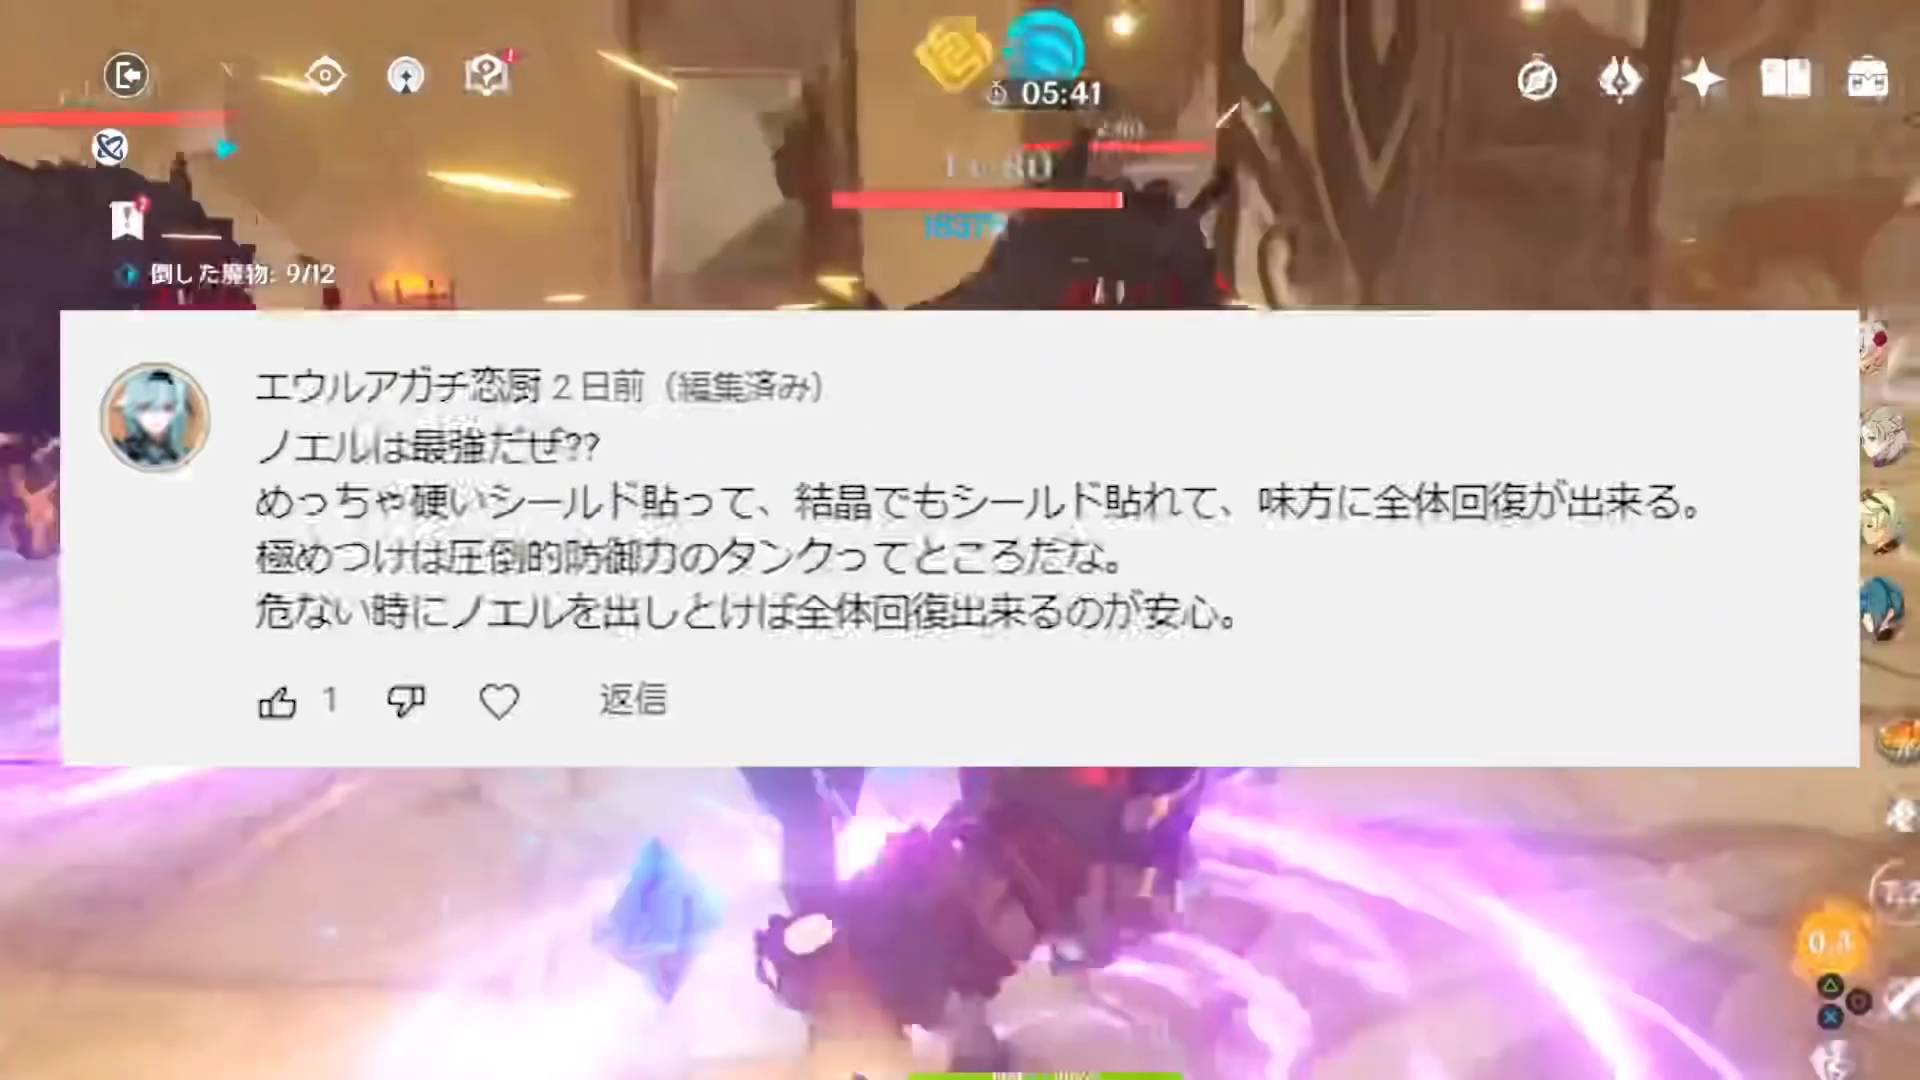 05:41
倒した魔物: 9/12
エウルアガチ恋厨 2 日前（編集済み）
ノエルは最強だぜ??
めっちゃ硬いシールド貼って、結晶でもシールド貼れて、味方に全体回復が出来る。
極めつけは圧倒的防御力のタンクってところだな。
危ない時にノエルを出しとけば全体回復出来るのが安心。
1 返信